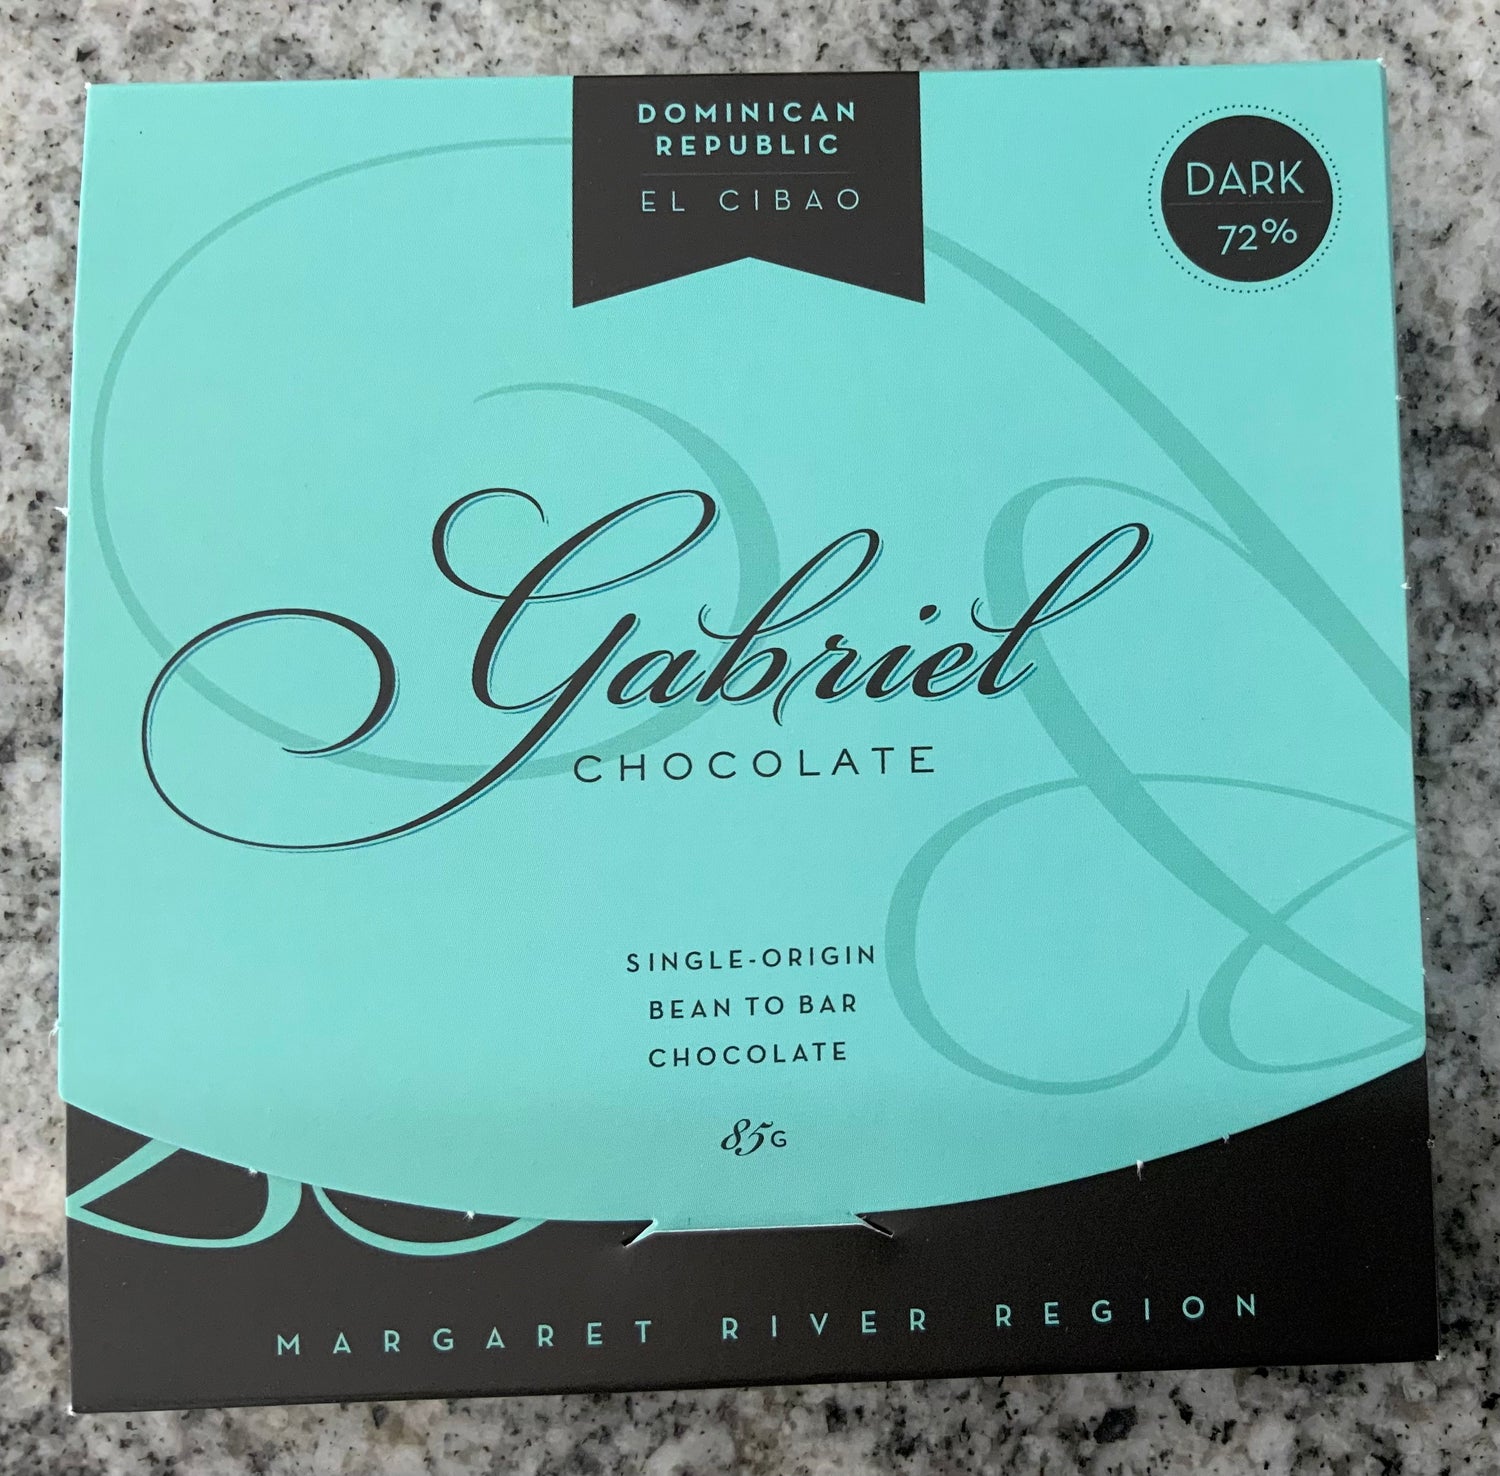 DOMINICAN
REPUBLIC
EL CIBAO
DARK
72%
Gabriel
CHOCOLATE
SINGLE-ORIGIN
BEAN TO BAR
CHOCOLATE
85G
MARGARET RIVER REGION